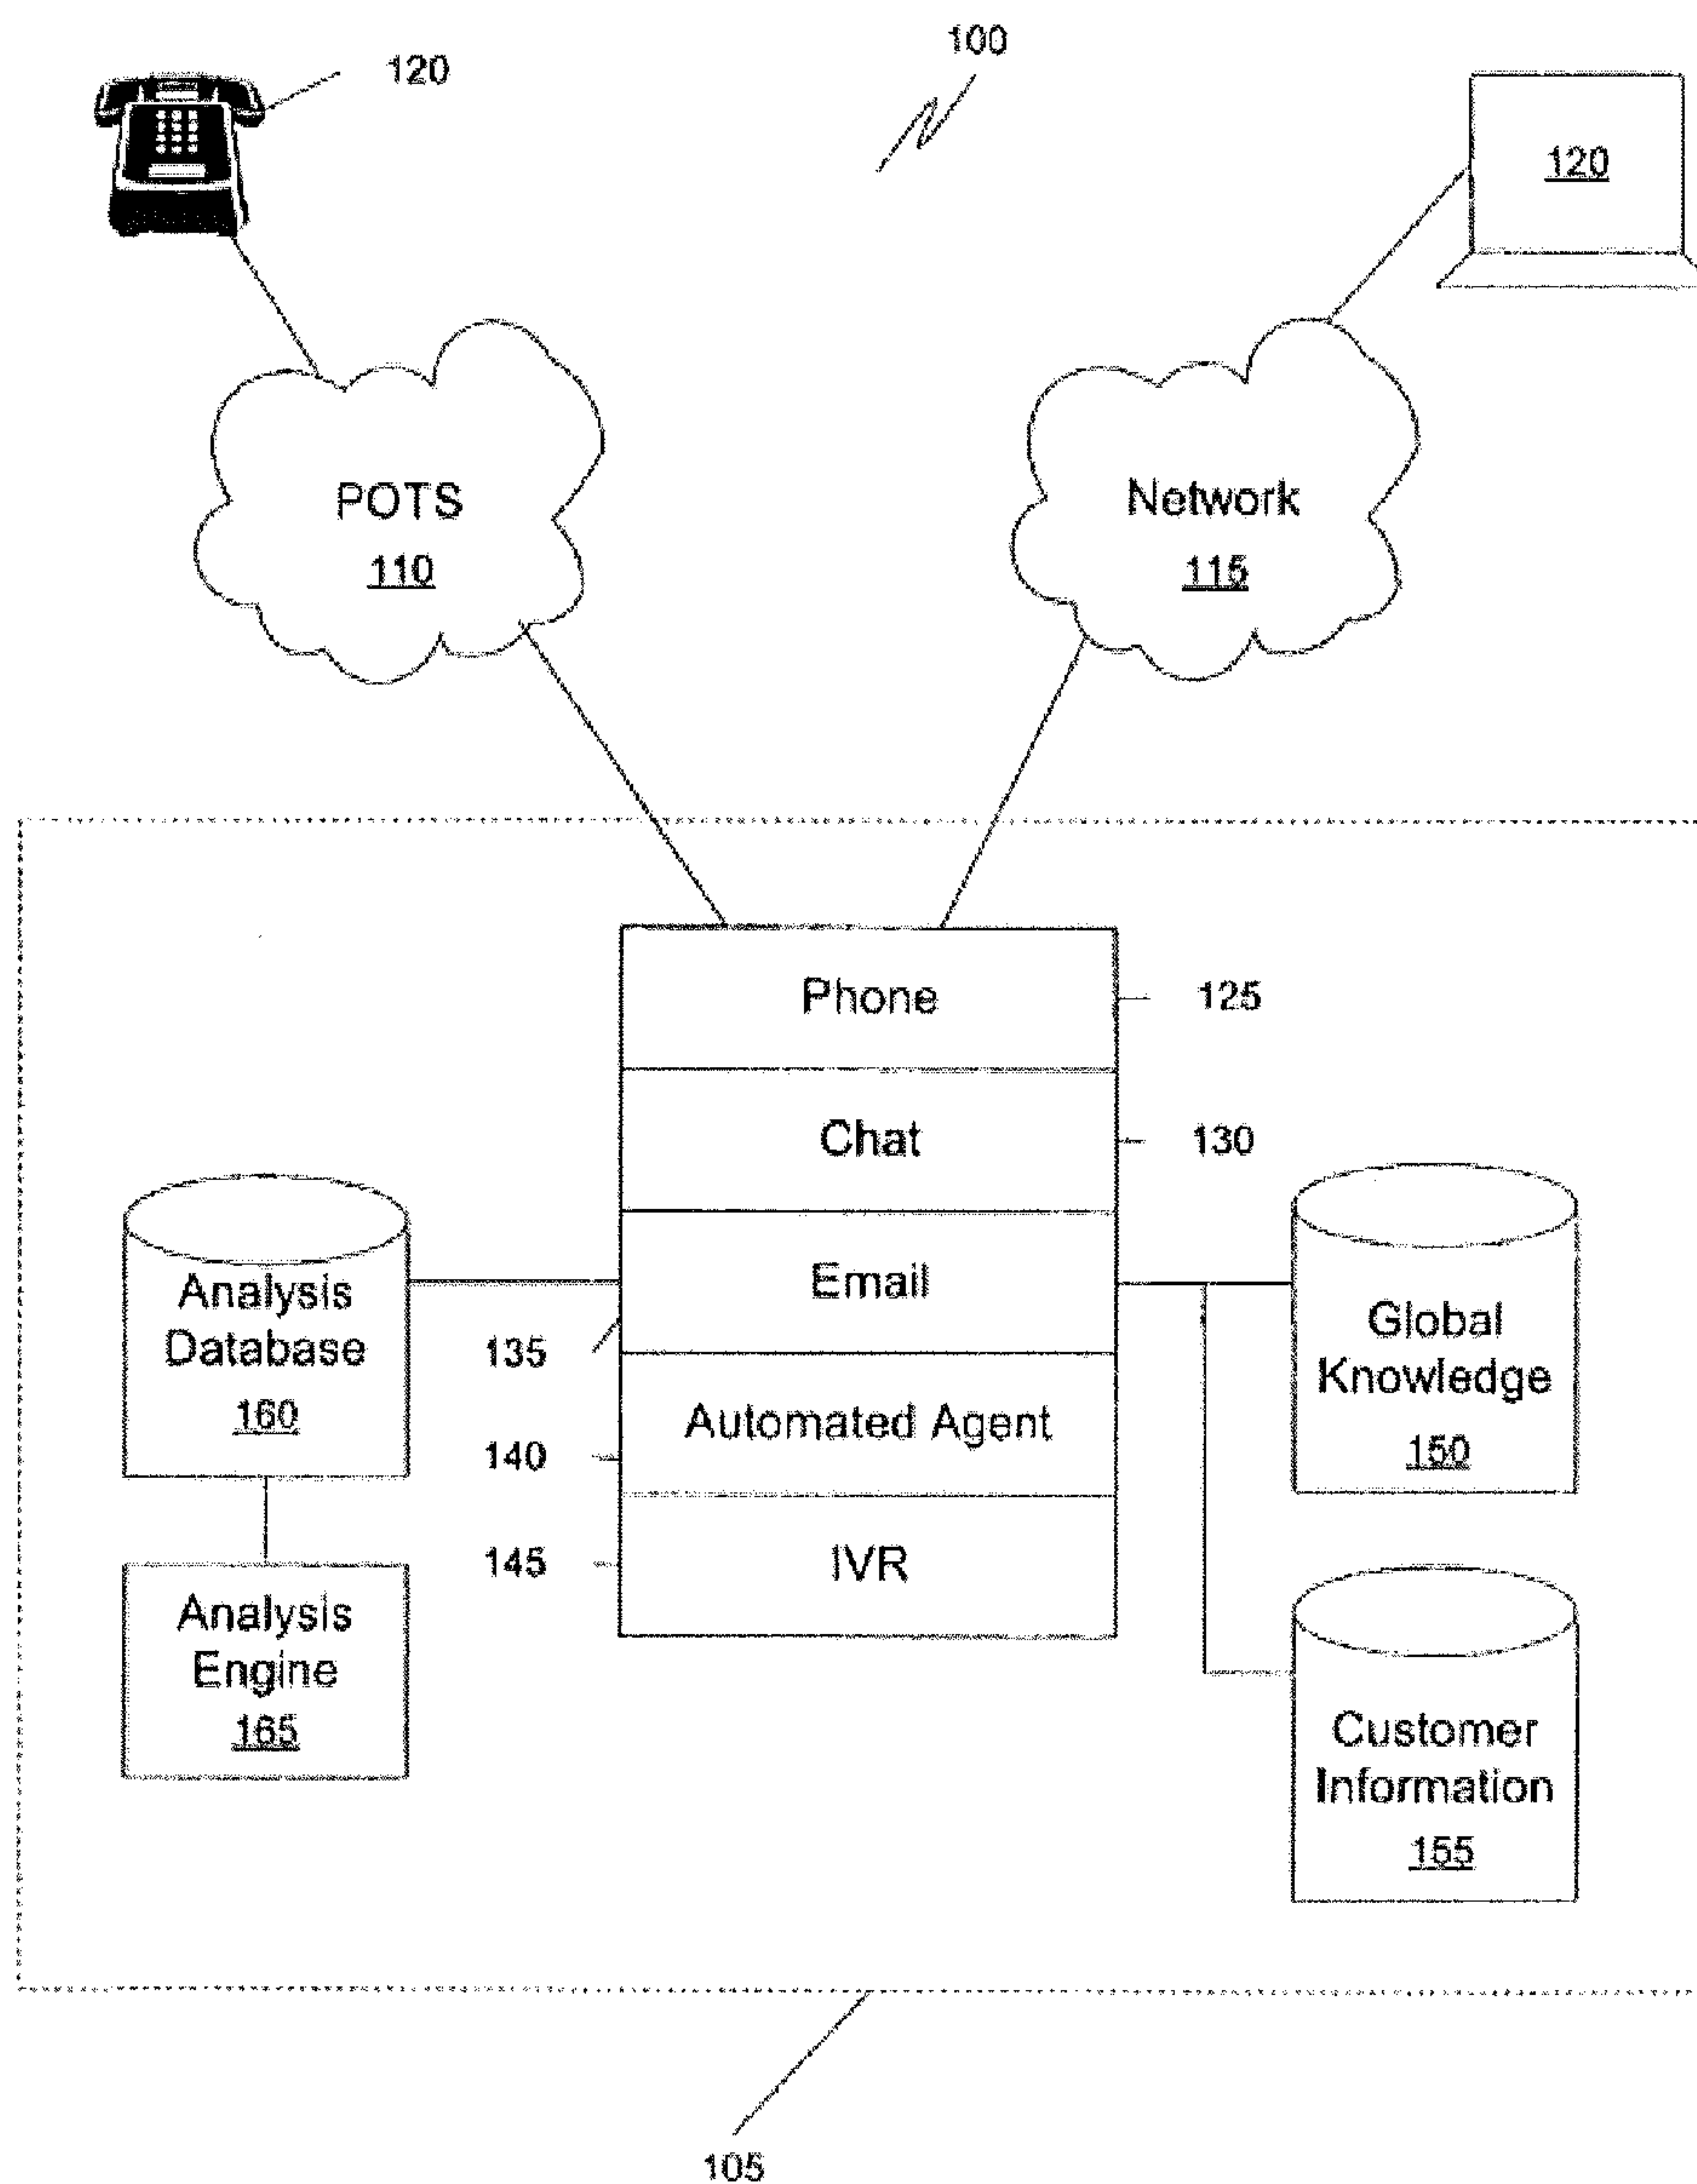 100
120
120
POTS
110
Network
115
Phone
125
Chat
130
Email
135
Automated Agent
140
IVR
145
Analysis
Database
160
Analysis
Engine
165
Global
Knowledge
150
Customer
Information
155
105